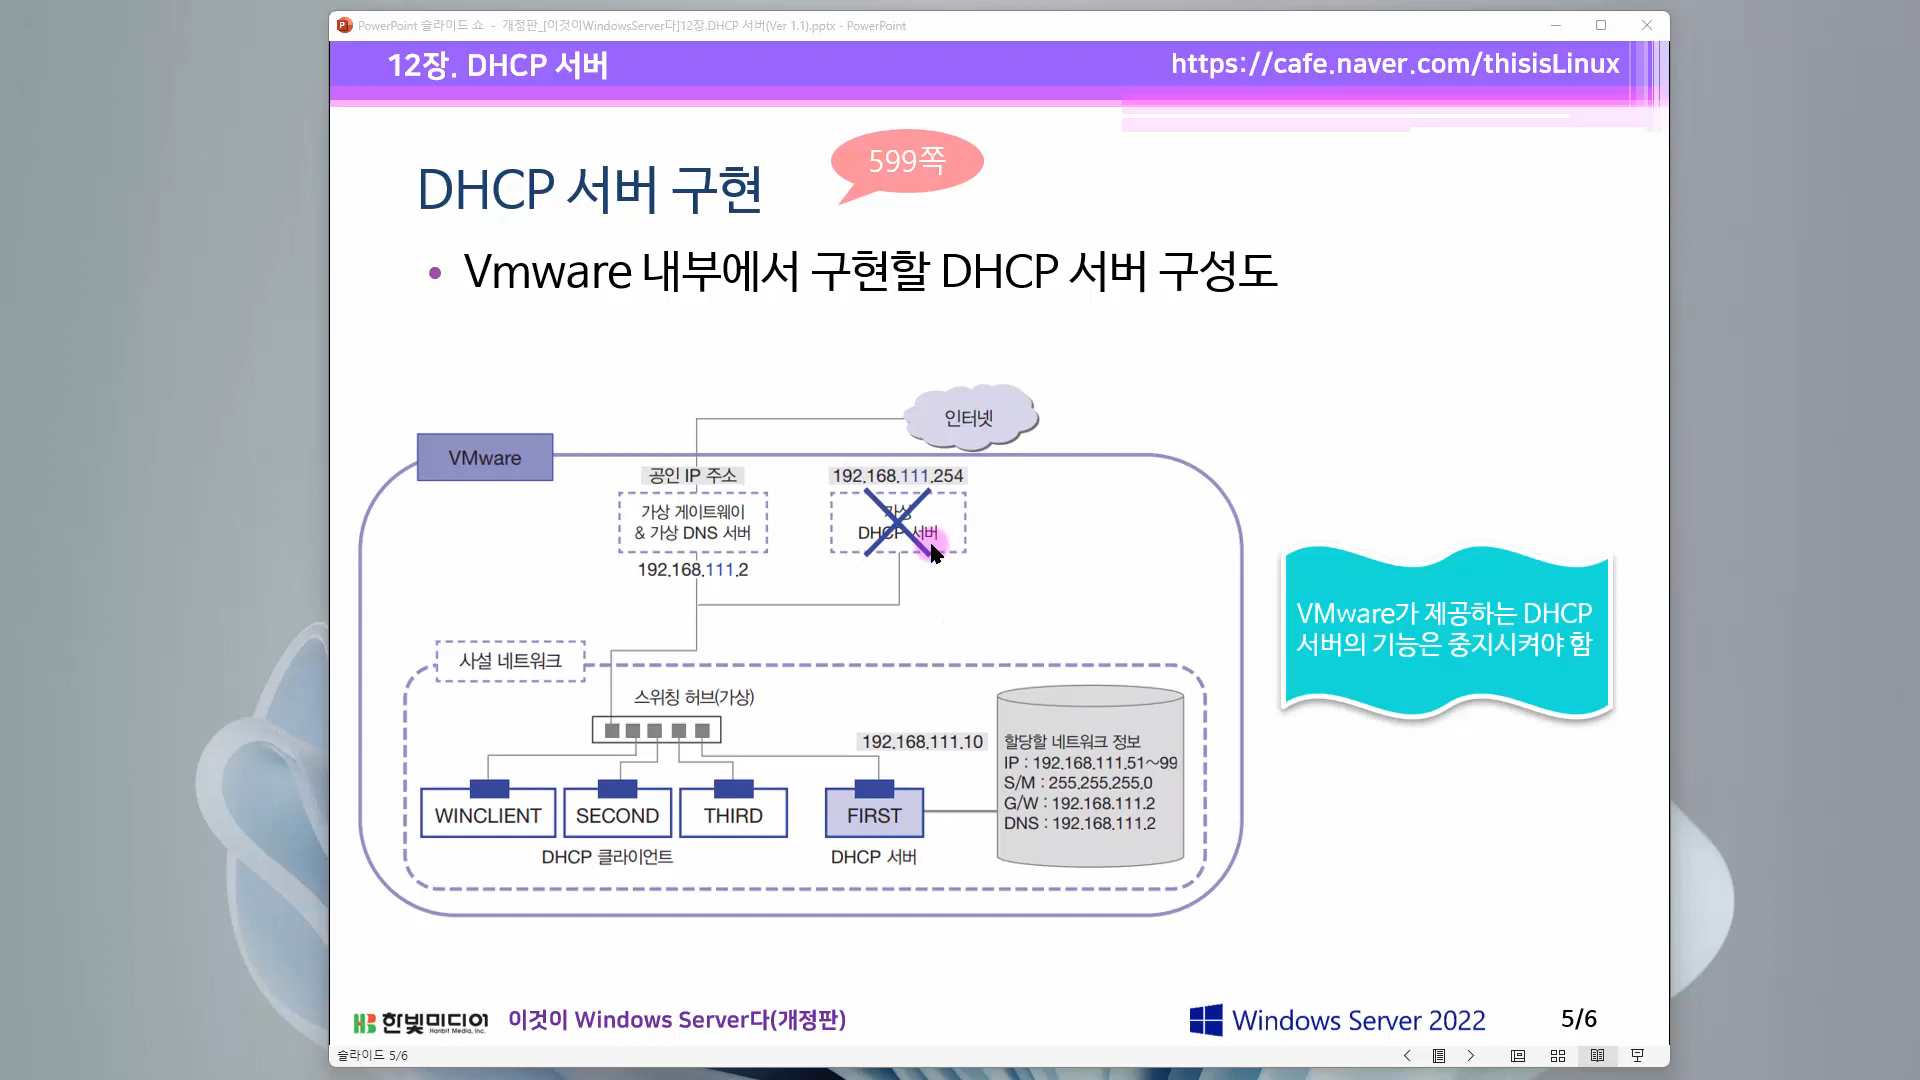 PowerPoint 슬라이드 쇼 - 개정판_[이것이WindowsServer다]12장.DHCP 서버(Ver 1.1).pptx - PowerPoint
12장. DHCP 서버
https://cafe.naver.com/thisisLinux
DHCP 서버 구현
599쪽
• Vmware 내부에서 구현할 DHCP 서버 구성도
인터넷
VMware
공인 IP 주소
192.168.111.254
가상 게이트웨이
& 가상 DNS 서버
가상
DHCP 서버
192.168.111.2
VMware가 제공하는 DHCP
서버의 기능은 중지시켜야 함
사설 네트워크
스위칭 허브(가상)
192.168.111.10
할당할 네트워크 정보
IP : 192.168.111.51~99
S/M : 255.255.255.0
G/W : 192.168.111.2
DNS : 192.168.111.2
WINCLIENT
SECOND
THIRD
FIRST
DHCP 클라이언트
DHCP 서버
한빛미디어
Hanbit Media, Inc.
이것이 Windows Server다(개정판)
Windows Server 2022
5/6
슬라이드 5/6